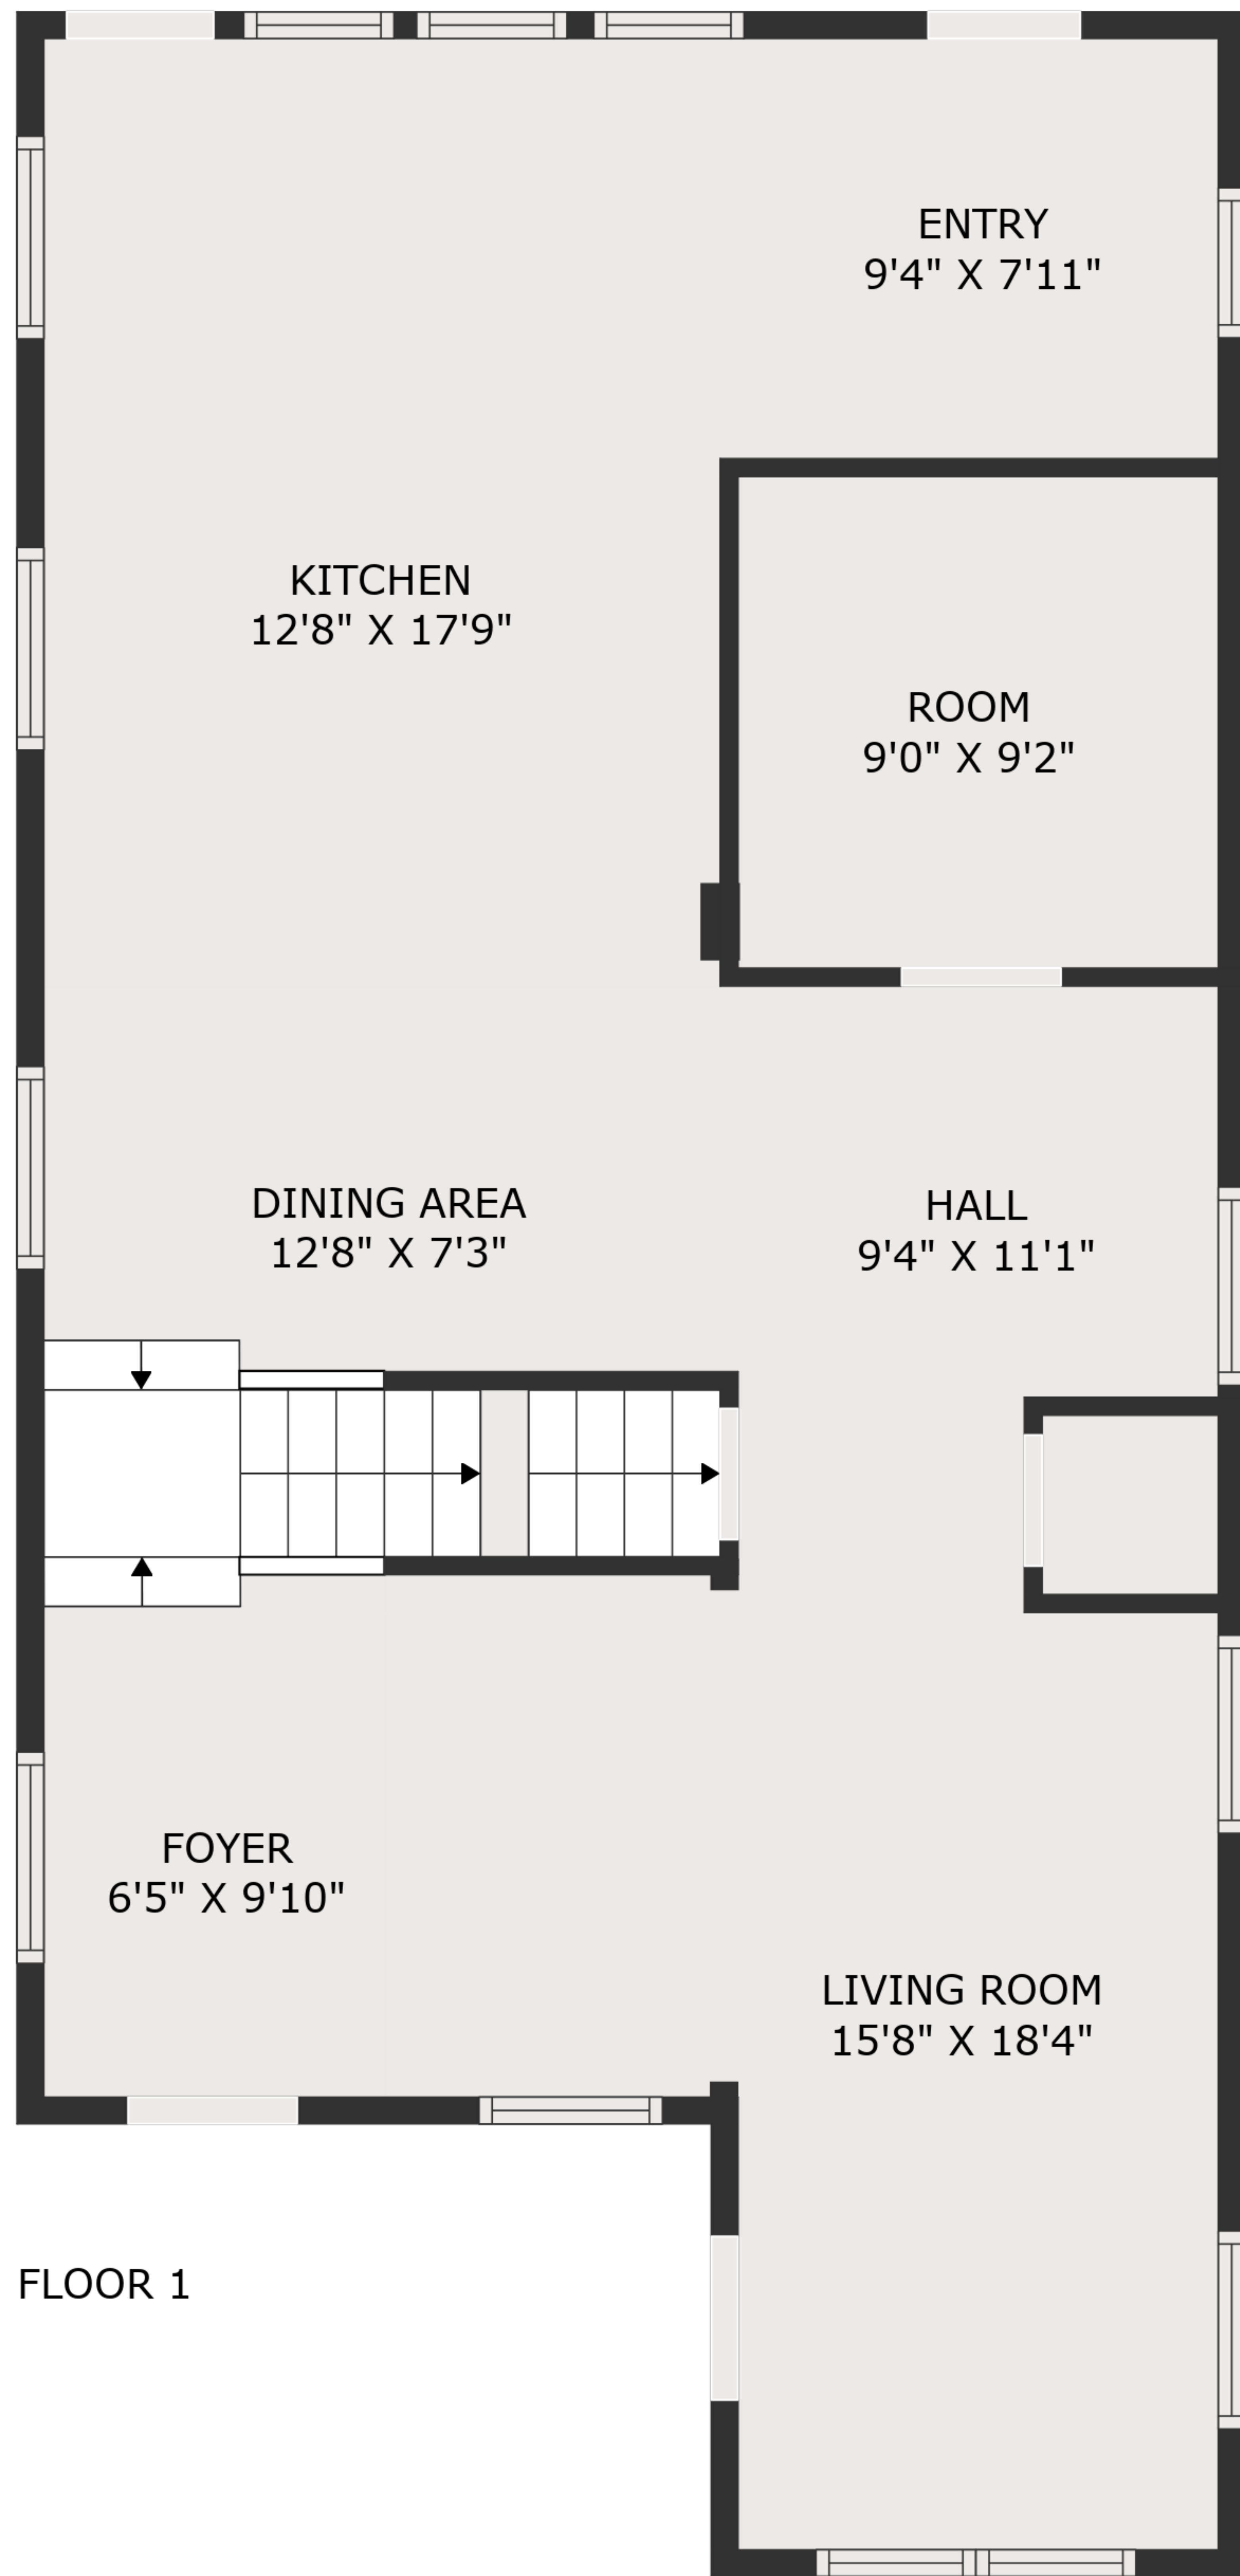 ENTRY
9'4" X 7'11"
KITCHEN
12'8" X 17'9"
ROOM
9'0" X 9'2"
DINING AREA
12'8" X 7'3"
HALL
9'4" X 11'1"
FOYER
6'5" X 9'10"
LIVING ROOM
15'8" X 18'4"
FLOOR 1